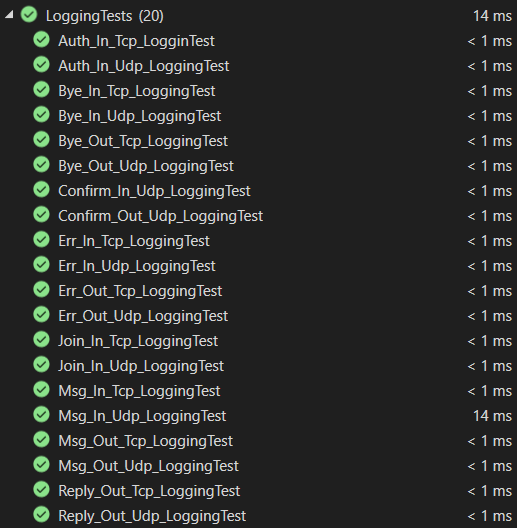 LoggingTests (20) 14 ms
Auth_In_Tcp_LogginTest < 1 ms
Auth_In_Udp_LoggingTest < 1 ms
Bye_In_Tcp_LoggingTest < 1 ms
Bye_In_Udp_LoggingTest < 1 ms
Bye_Out_Tcp_LoggingTest < 1 ms
Bye_Out_Udp_LoggingTest < 1 ms
Confirm_In_Udp_LoggingTest < 1 ms
Confirm_Out_Udp_LoggingTest < 1 ms
Err_In_Tcp_LoggingTest < 1 ms
Err_In_Udp_LoggingTest < 1 ms
Err_Out_Tcp_LoggingTest < 1 ms
Err_Out_Udp_LoggingTest < 1 ms
Join_In_Tcp_LoggingTest < 1 ms
Join_In_Udp_LoggingTest < 1 ms
Msg_In_Tcp_LoggingTest < 1 ms
Msg_In_Udp_LoggingTest 14 ms
Msg_Out_Tcp_LoggingTest < 1 ms
Msg_Out_Udp_LoggingTest < 1 ms
Reply_Out_Tcp_LoggingTest < 1 ms
Reply_Out_Udp_LoggingTest < 1 ms